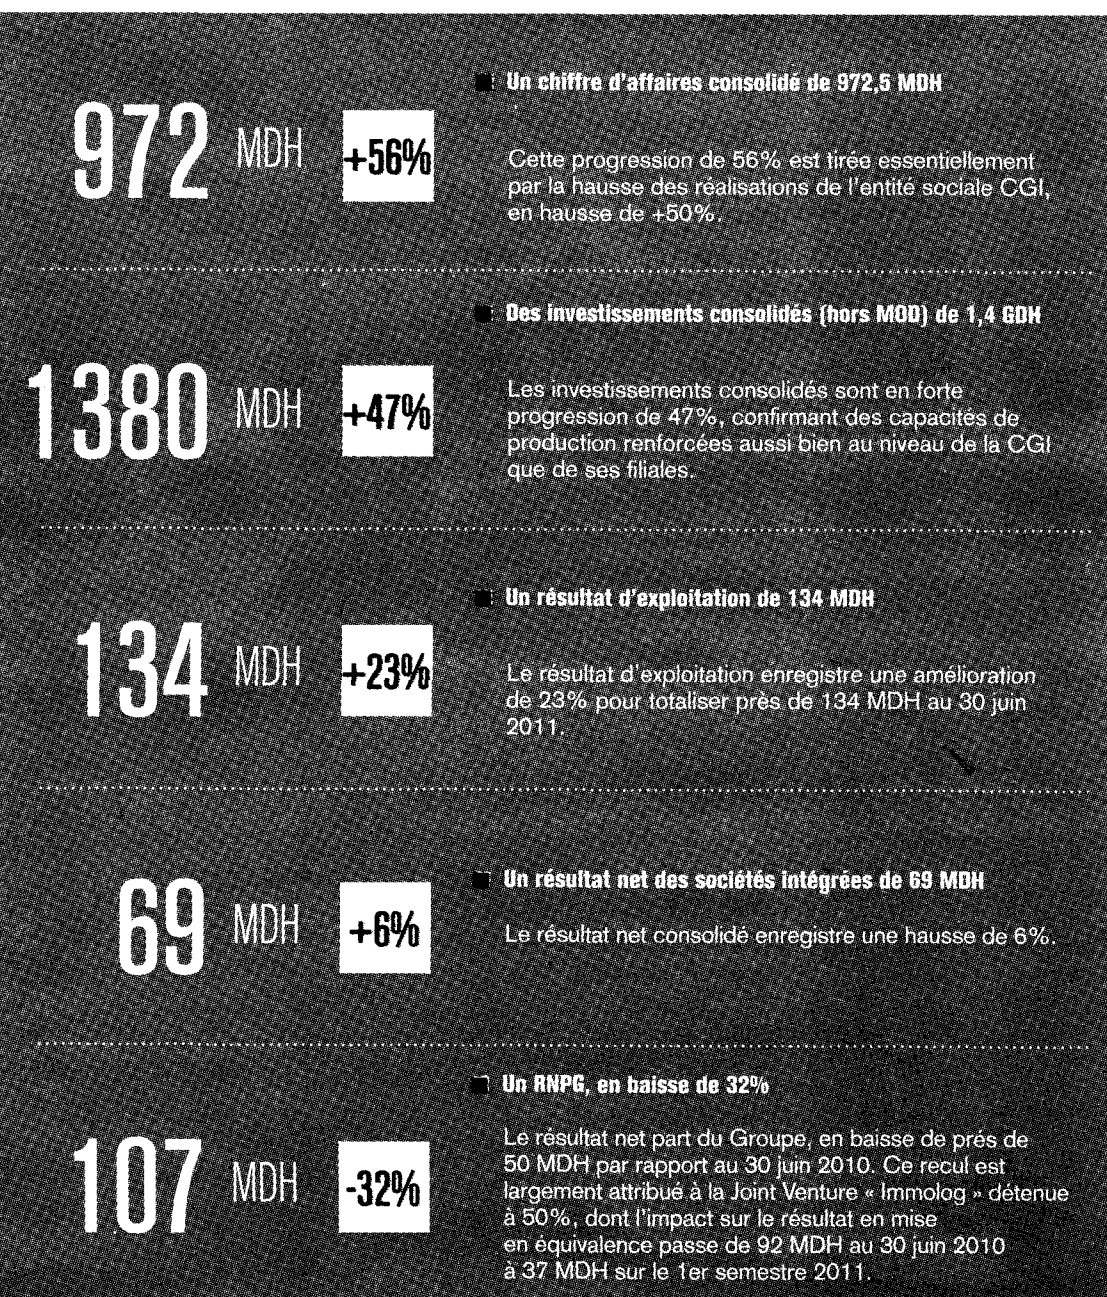 972 MDH
+56%
Un chiffre d'affaires consolidé de 972,5 MDH
Cette progression de 56% est tirée essentiellement
par la hausse des réalisations de l'entité sociale CGI,
en hausse de +50%.
1380 MDH
+47%
Des investissements consolidés (hors MOD) de 1,4 GDH
Les investissements consolidés sont en forte
progression de 47%, confirmant des capacités de
production renforcées aussi bien au niveau de la CGI
que de ses filiales.
134 MDH
+23%
Un résultat d'exploitation de 134 MDH
Le résultat d'exploitation enregistre une amélioration
de 23% pour totaliser près de 134 MDH au 30 juin
2011.
69 MDH
+6%
Un résultat net des sociétés intégrées de 69 MDH
Le résultat net consolidé enregistre une hausse de 6%.
107 MDH
-32%
Un RNPG, en baisse de 32%
Le résultat net part du Groupe, en baisse de prés de
50 MDH par rapport au 30 juin 2010. Ce recul est
largement attribué à la Joint Venture « Immolog » détenue
à 50%, dont l'impact sur le résultat en mise
en équivalence passe de 92 MDH au 30 juin 2010
à 37 MDH sur le 1er semestre 2011.